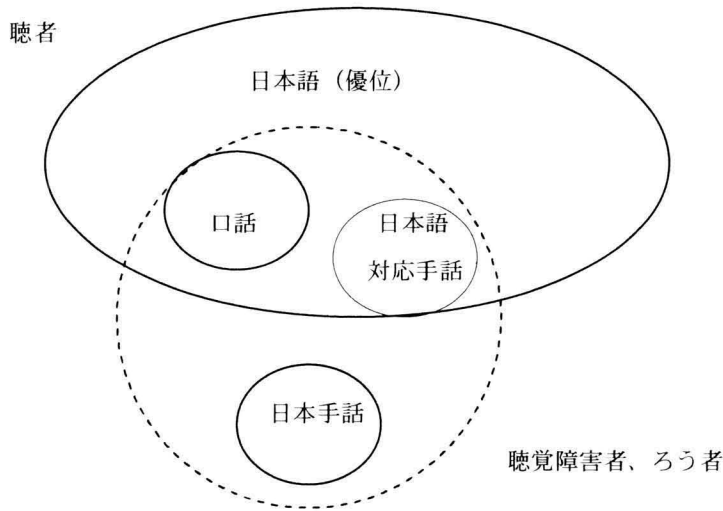 聴者
日本語（優位）
口話
日本語
対応手話
日本手話
聴覚障害者、ろう者